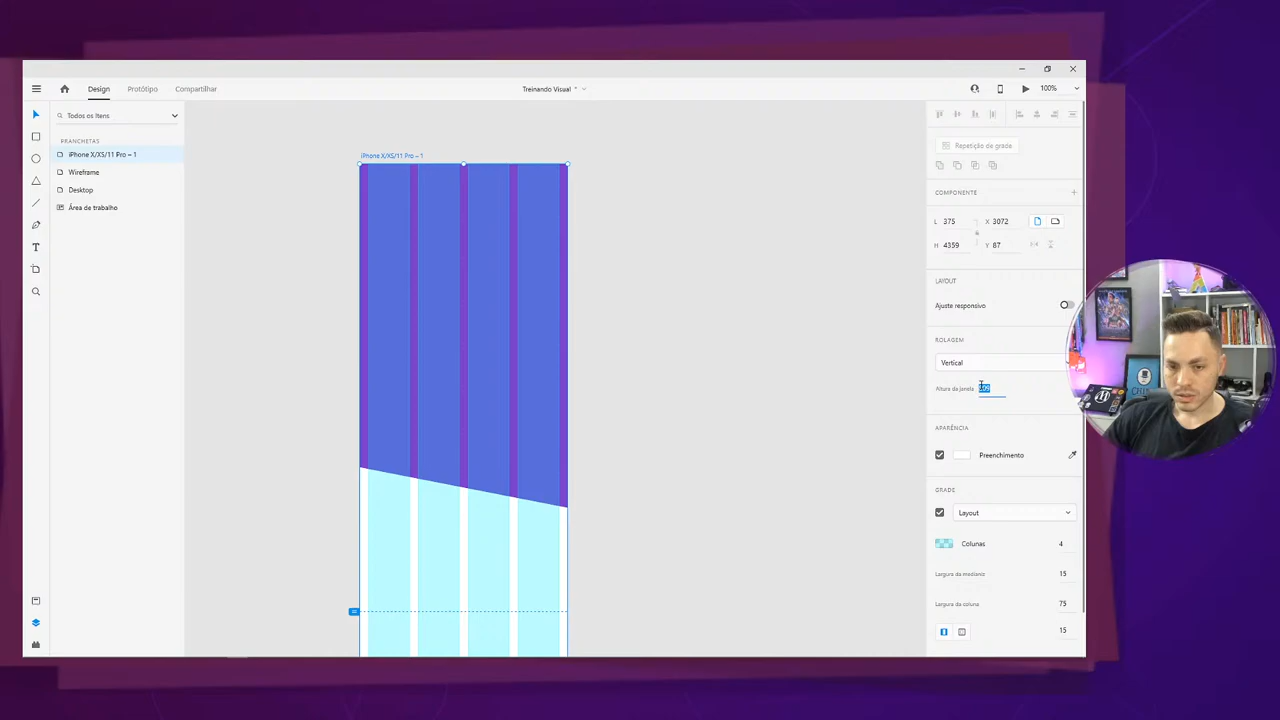 Design
Protótipo
Compartilhar
Treinando Visual *
100%
Todos os Itens
PRANCHETAS
iPhone X/XS/11 Pro – 1
Wireframe
Desktop
Área de trabalho
iPhone X/XS/11 Pro – 1
Repetição de grade
COMPONENTE
L 375 X 3072
H 4359 Y 87
LAYOUT
Ajuste responsivo
ROLAGEM
Vertical
Altura da janela
APARÊNCIA
Preenchimento
GRADE
Layout
Colunas 4
Largura da medianiz 15
Largura da coluna 75
15